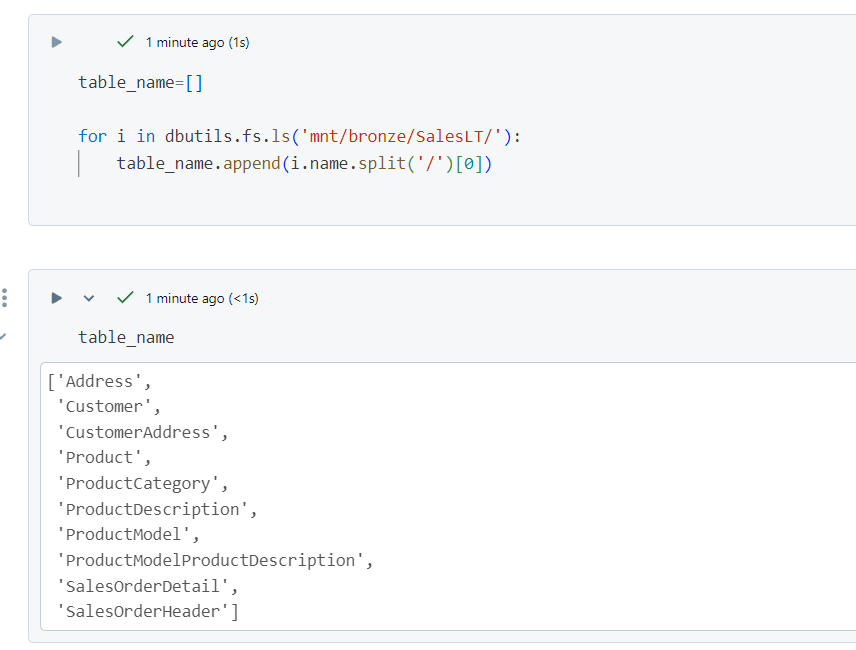 1 minute ago (1s)
table_name=[]
for i in dbutils.fs.ls('mnt/bronze/SalesLT/'):
table_name.append(i.name.split('/')[0])
1 minute ago (<1s)
table_name
['Address',
'Customer',
'CustomerAddress',
'Product',
'ProductCategory',
'ProductDescription',
'ProductModel',
'ProductModelProductDescription',
'SalesOrderDetail',
'SalesOrderHeader']